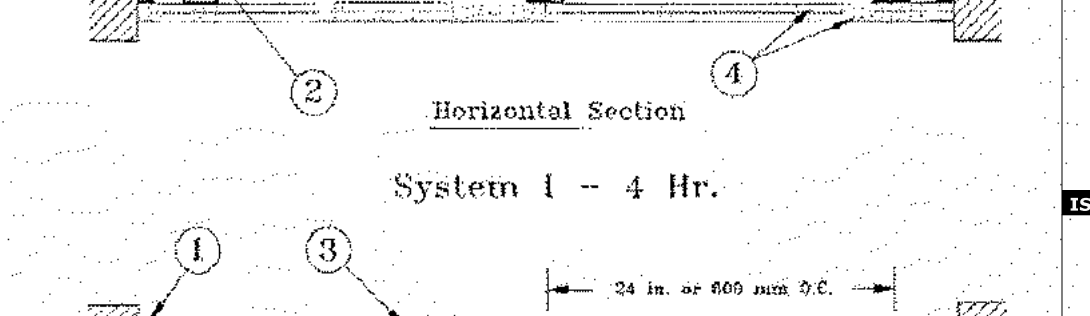 2
4
Horizontal Section
System 1 - 4 Hr.
IS
1
3
24 in. or 600 mm O.C.